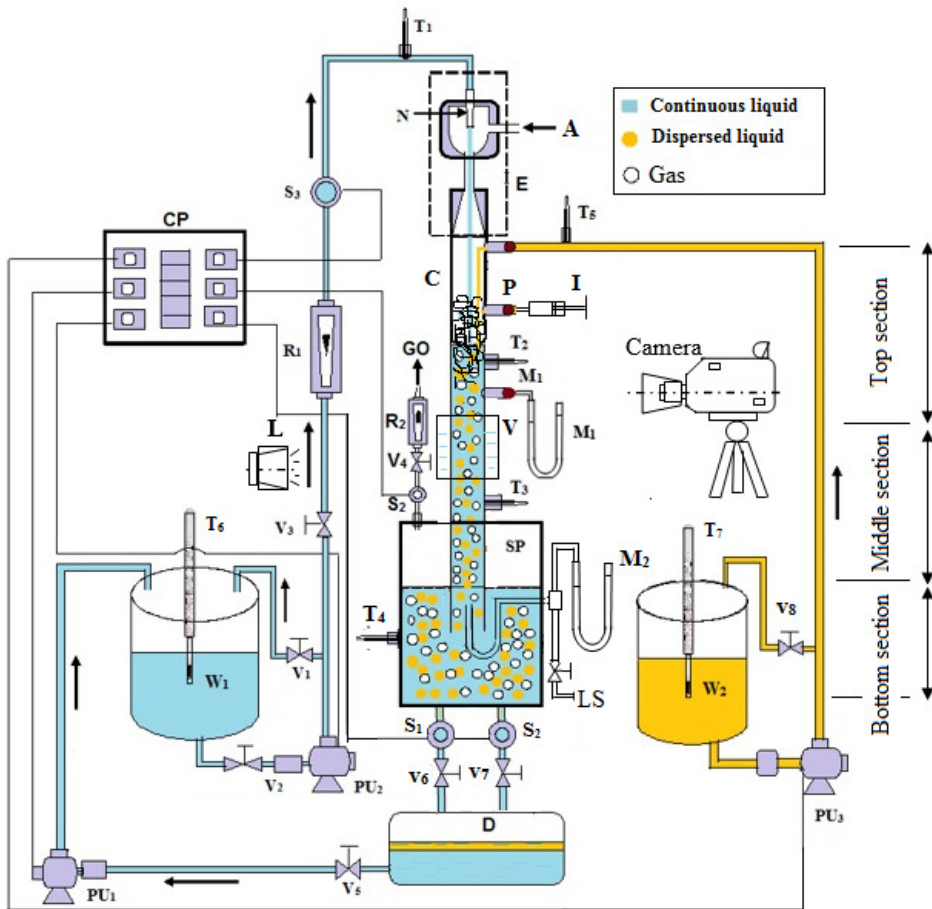 T1
N
A
Continuous liquid
Dispersed liquid
Gas
E
S3
CP
T5
C
P
I
R1
GO
T2
Camera
Top section
M1
R2
V
M1
L
V4
S2
T3
V3
T6
SP
M2
T7
Middle section
T4
V8
W1
V1
W2
LS
Bottom section
S1
S2
V2
PU2
V6
V7
PU3
D
PU1
V5